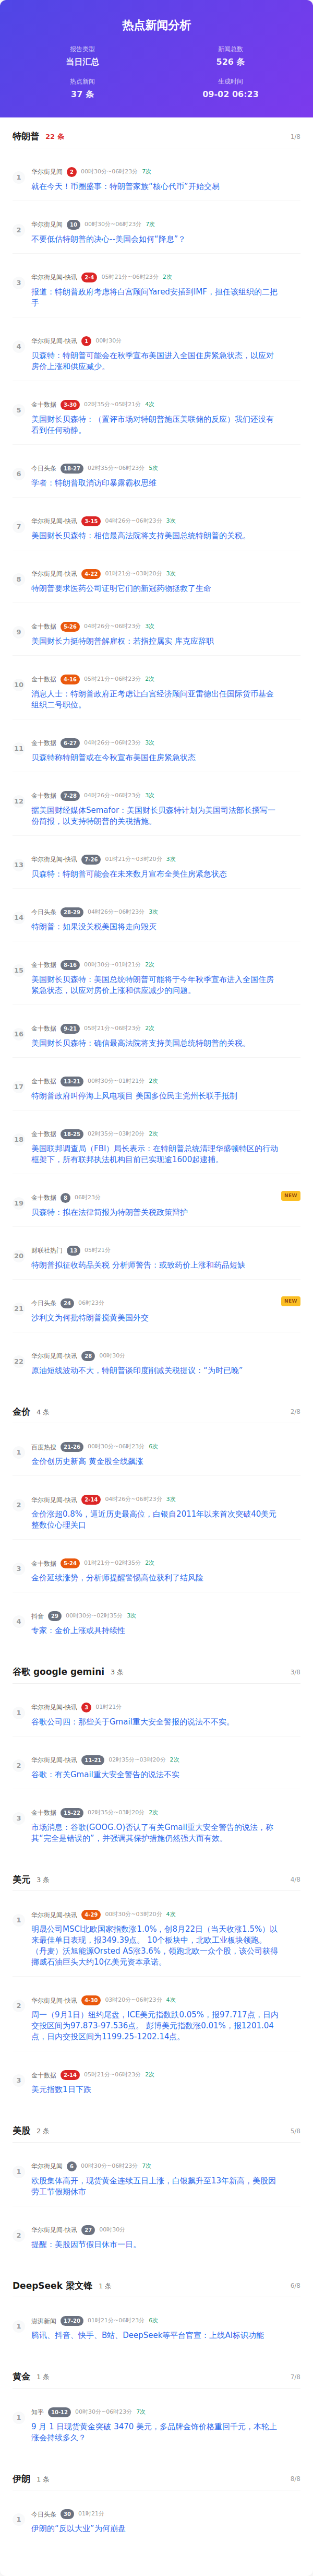 热点新闻分析
报告类型
新闻总数
当日汇总
526 条
热点新闻
生成时间
37 条
09-02 06:23
特朗普 22 条 1/8
1
华尔街见闻 2 00时30分~06时23分 7次
就在今天！币圈盛事：特朗普家族“核心代币”开始交易
2
华尔街见闻 10 00时30分~06时23分 7次
不要低估特朗普的决心--美国会如何“降息”？
3
华尔街见闻-快讯 2-4 05时21分~06时23分 2次
报道：特朗普政府考虑将白宫顾问Yared安插到IMF，担任该组织的二把
手
4
华尔街见闻-快讯 1 00时30分
贝森特：特朗普可能会在秋季宣布美国进入全国住房紧急状态，以应对
房价上涨和供应减少。
5
金十数据 3-30 02时35分~05时21分 4次
美国财长贝森特：（置评市场对特朗普施压美联储的反应）我们还没有
看到任何动静。
6
今日头条 18-27 02时35分~06时23分 5次
学者：特朗普取消访印暴露霸权思维
7
华尔街见闻-快讯 3-15 04时26分~06时23分 3次
美国财长贝森特：相信最高法院将支持美国总统特朗普的关税。
8
华尔街见闻-快讯 4-22 01时21分~03时20分 3次
特朗普要求医药公司证明它们的新冠药物拯救了生命
9
金十数据 5-26 04时26分~06时23分 3次
美国财长力挺特朗普解雇权：若指控属实 库克应辞职
10
金十数据 4-16 05时21分~06时23分 2次
消息人士：特朗普政府正考虑让白宫经济顾问亚雷德出任国际货币基金
组织二号职位。
11
金十数据 6-27 04时26分~06时23分 3次
贝森特称特朗普或在今秋宣布美国住房紧急状态
12
金十数据 7-28 04时26分~06时23分 3次
据美国财经媒体Semafor：美国财长贝森特计划为美国司法部长撰写一
份简报，以支持特朗普的关税措施。
13
华尔街见闻-快讯 7-26 01时21分~03时20分 3次
贝森特：特朗普可能会在未来数月宣布全美住房紧急状态
14
今日头条 28-29 04时26分~06时23分 3次
特朗普：如果没关税美国将走向毁灭
15
金十数据 8-16 00时30分~01时21分 2次
美国财长贝森特：美国总统特朗普可能将于今年秋季宣布进入全国住房
紧急状态，以应对房价上涨和供应减少的问题。
16
金十数据 9-21 05时21分~06时23分 2次
美国财长贝森特：确信最高法院将支持美国总统特朗普的关税。
17
金十数据 13-21 00时30分~01时21分 2次
特朗普政府叫停海上风电项目 美国多位民主党州长联手抵制
18
金十数据 18-25 02时35分~03时20分 2次
美国联邦调查局（FBI）局长表示：在特朗普总统清理华盛顿特区的行动
框架下，所有联邦执法机构目前已实现逾1600起逮捕。
19
金十数据 8 06时23分 NEW
贝森特：拟在法律简报为特朗普关税政策辩护
20
财联社热门 13 05时21分
特朗普拟征收药品关税 分析师警告：或致药价上涨和药品短缺
21
今日头条 24 06时23分 NEW
沙利文为何批特朗普搅黄美国外交
22
华尔街见闻-快讯 28 00时30分
原油短线波动不大，特朗普谈印度削减关税提议：“为时已晚”
金价 4 条 2/8
1
百度热搜 21-26 00时30分~06时23分 6次
金价创历史新高 黄金股全线飙涨
2
华尔街见闻-快讯 2-14 04时26分~06时23分 3次
金价涨超0.8%，逼近历史最高位，白银自2011年以来首次突破40美元
整数位心理关口
3
金十数据 5-24 01时21分~02时35分 2次
金价延续涨势，分析师提醒警惕高位获利了结风险
4
抖音 29 00时30分~02时35分 3次
专家：金价上涨或具持续性
谷歌 google gemini 3 条 3/8
1
华尔街见闻-快讯 3 01时21分
谷歌公司四：那些关于Gmail重大安全警报的说法不不实。
2
华尔街见闻-快讯 11-21 02时35分~03时20分 2次
谷歌：有关Gmail重大安全警告的说法不实
3
金十数据 15-22 02时35分~03时20分 2次
市场消息：谷歌(GOOG.O)否认了有关Gmail重大安全警告的说法，称
其“完全是错误的”，并强调其保护措施仍然强大而有效。
美元 3 条 4/8
1
华尔街见闻-快讯 4-29 00时30分~03时20分 4次
明晟公司MSCI北欧国家指数涨1.0%，创8月22日（当天收涨1.5%）以
来最佳单日表现，报349.39点。 10个板块中，北欧工业板块领跑。
（丹麦）沃旭能源Orsted AS涨3.6%，领跑北欧一众个股，该公司获得
挪威石油巨头大约10亿美元资本承诺。
2
华尔街见闻-快讯 4-30 03时20分~06时23分 4次
周一（9月1日）纽约尾盘，ICE美元指数跌0.05%，报97.717点，日内
交投区间为97.873-97.536点。 彭博美元指数涨0.01%，报1201.04
点，日内交投区间为1199.25-1202.14点。
3
金十数据 2-14 05时21分~06时23分 2次
美元指数1日下跌
美股 2 条 5/8
1
华尔街见闻 6 00时30分~06时23分 7次
欧股集体高开，现货黄金连续五日上涨，白银飙升至13年新高，美股因
劳工节假期休市
2
华尔街见闻-快讯 27 00时30分
提醒：美股因节假日休市一日。
DeepSeek 梁文锋 1 条 6/8
1
澎湃新闻 17-20 01时21分~06时23分 6次
腾讯、抖音、快手、B站、DeepSeek等平台官宣：上线AI标识功能
黄金 1 条 7/8
1
知乎 10-12 00时30分~06时23分 7次
9 月 1 日现货黄金突破 3470 美元，多品牌金饰价格重回千元，本轮上
涨会持续多久？
伊朗 1 条 8/8
1
今日头条 30 01时21分
伊朗的“反以大业”为何崩盘